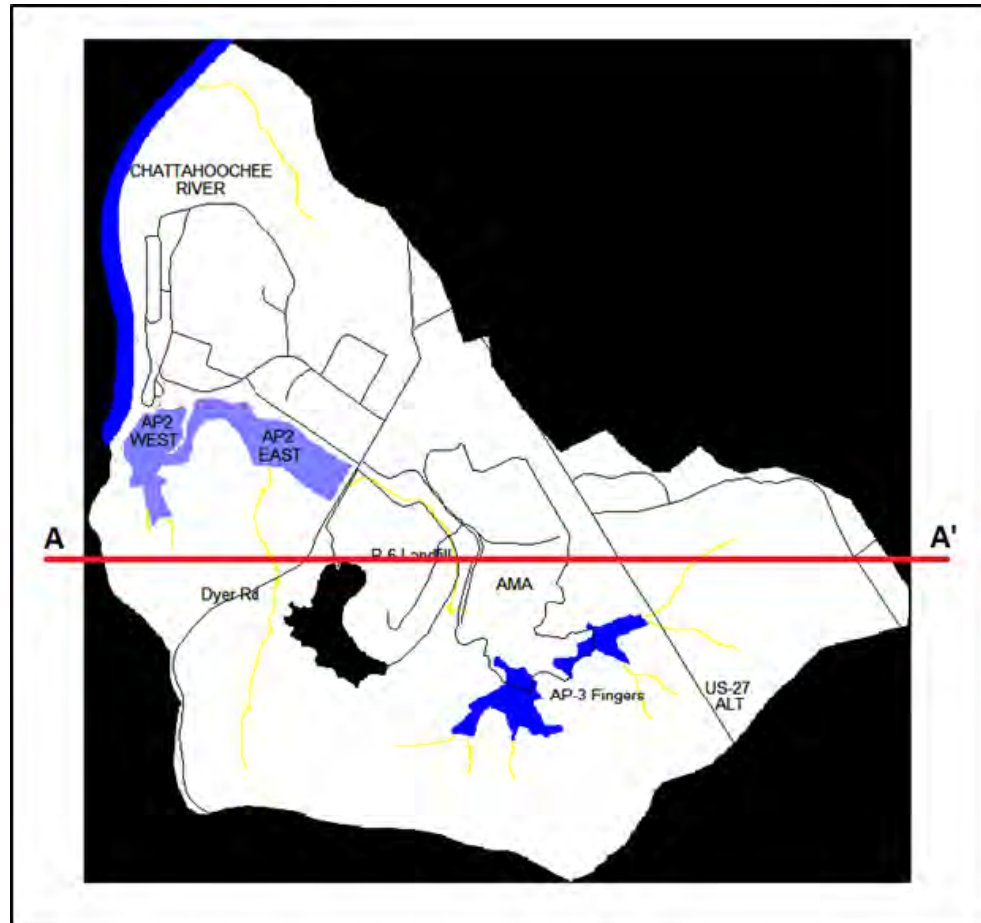 CHATTAHOOCHEE
RIVER
AP2
WEST
AP2
EAST
A
A'
R-6 Landfill
AMA
Dyer Rd
AP-3 Fingers
US-27
ALT